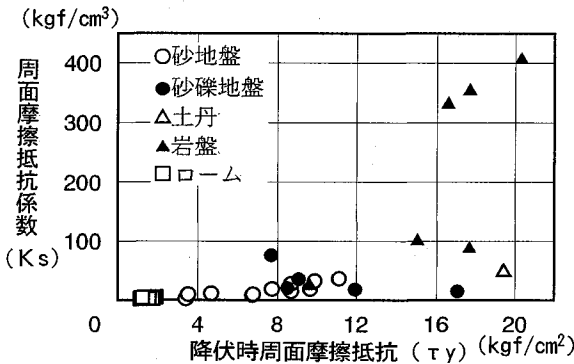 (kgf/cm³)
周面摩擦抵抗係数
(Ks)
400
300
200
100
0
○砂地盤
●砂礫地盤
△土丹
▲岩盤
□ローム
4 8 12 16 20
降伏時周面摩擦抵抗(τy)(kgf/cm²)